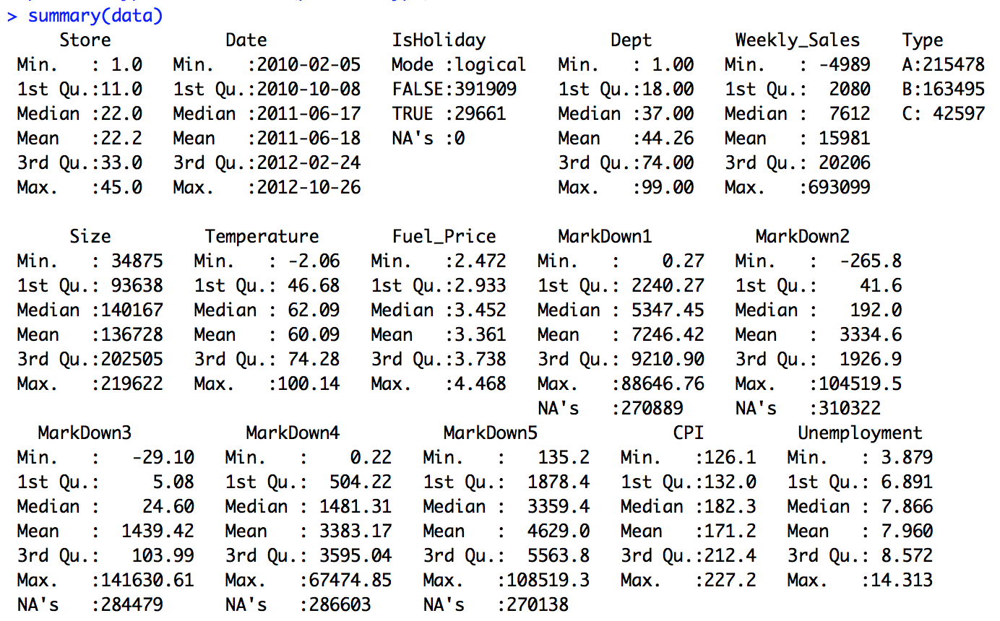 > summary(data)
Store Date IsHoliday Dept Weekly_Sales Type
Min. : 1.0 Min. :2010-02-05 Mode :logical Min. : 1.00 Min. : -4989 A:215478
1st Qu.:11.0 1st Qu.:2010-10-08 FALSE:391909 1st Qu.:18.00 1st Qu.: 2080 B:163495
Median :22.0 Median :2011-06-17 TRUE :29661 Median :37.00 Median : 7612 C: 42597
Mean :22.2 Mean :2011-06-18 NA's :0 Mean :44.26 Mean : 15981
3rd Qu.:33.0 3rd Qu.:2012-02-24 3rd Qu.:74.00 3rd Qu.: 20206
Max. :45.0 Max. :2012-10-26 Max. :99.00 Max. :693099
Size Temperature Fuel_Price MarkDown1 MarkDown2
Min. : 34875 Min. : -2.06 Min. :2.472 Min. : 0.27 Min. : -265.8
1st Qu.: 93638 1st Qu.: 46.68 1st Qu.:2.933 1st Qu.: 2240.27 1st Qu.: 41.6
Median :140167 Median : 62.09 Median :3.452 Median : 5347.45 Median : 192.0
Mean :136728 Mean : 60.09 Mean :3.361 Mean : 7246.42 Mean : 3334.6
3rd Qu.:202505 3rd Qu.: 74.28 3rd Qu.:3.738 3rd Qu.: 9210.90 3rd Qu.: 1926.9
Max. :219622 Max. :100.14 Max. :4.468 Max. :88646.76 Max. :104519.5
NA's :270889 NA's :310322
MarkDown3 MarkDown4 MarkDown5 CPI Unemployment
Min. : -29.10 Min. : 0.22 Min. : 135.2 Min. :126.1 Min. : 3.879
1st Qu.: 5.08 1st Qu.: 504.22 1st Qu.: 1878.4 1st Qu.:132.0 1st Qu.: 6.891
Median : 24.60 Median : 1481.31 Median : 3359.4 Median :182.3 Median : 7.866
Mean : 1439.42 Mean : 3383.17 Mean : 4629.0 Mean :171.2 Mean : 7.960
3rd Qu.: 103.99 3rd Qu.: 3595.04 3rd Qu.: 5563.8 3rd Qu.:212.4 3rd Qu.: 8.572
Max. :141630.61 Max. :67474.85 Max. :108519.3 Max. :227.2 Max. :14.313
NA's :284479 NA's :286603 NA's :270138